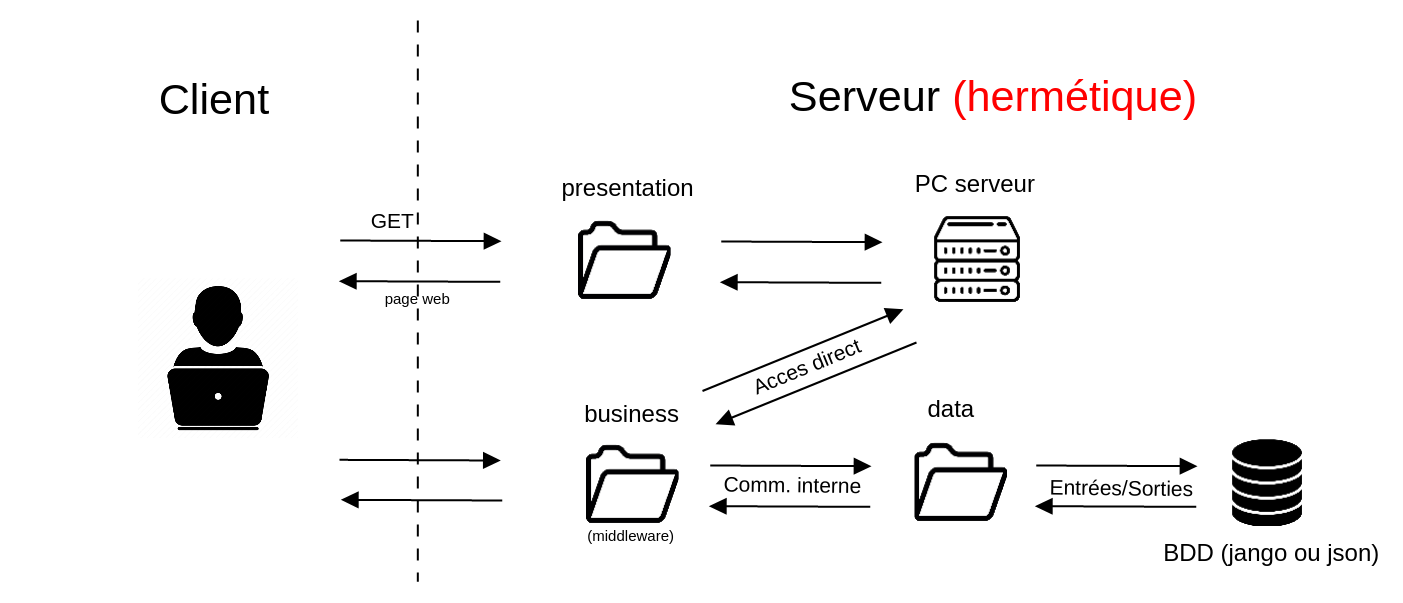 Client
Serveur (hermétique)
presentation
PC serveur
GET
page web
Acces direct
business
data
Comm. interne
Entrées/Sorties
(middleware)
BDD (jango ou json)